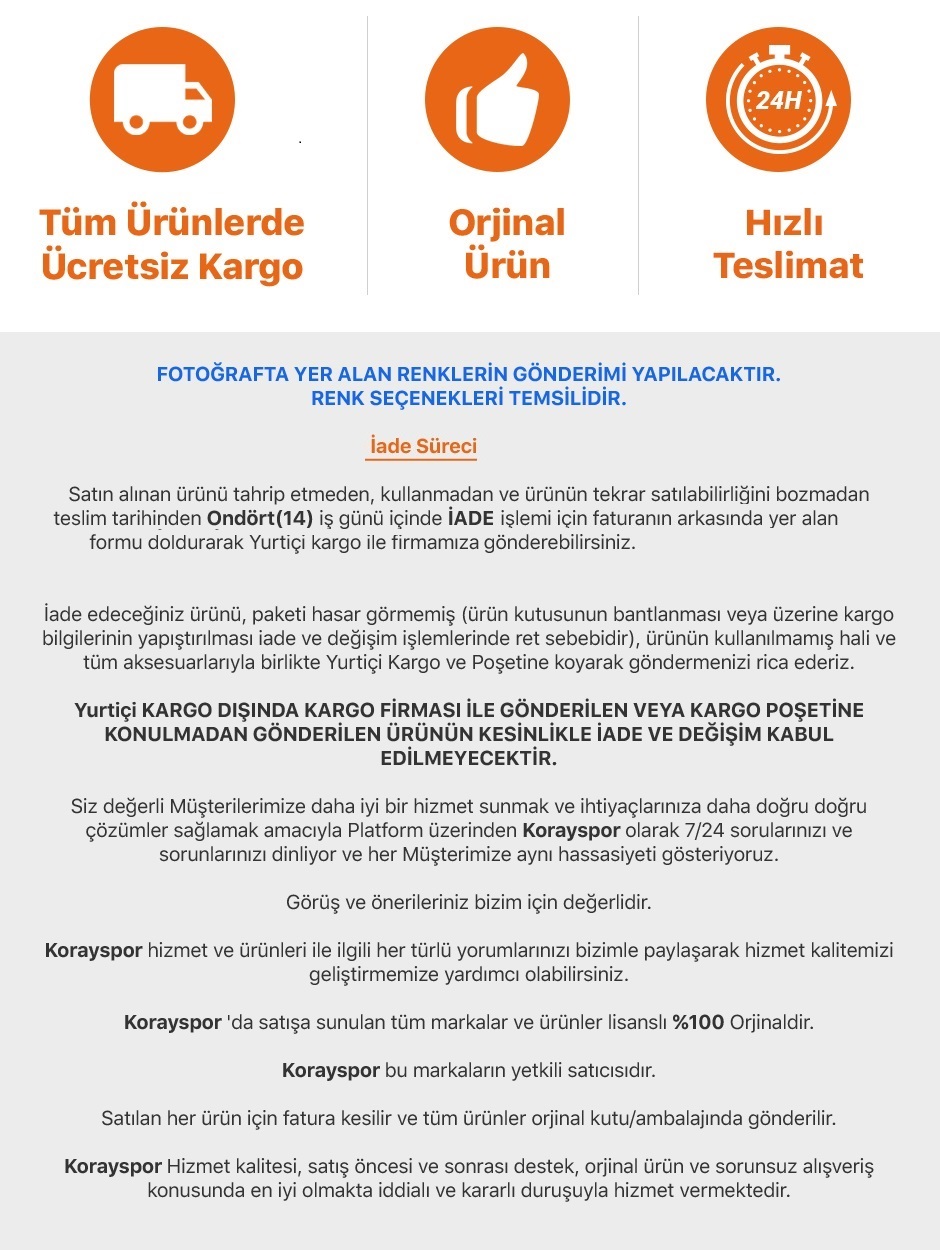 24H
Tüm Ürünlerde
Ücretsiz Kargo
Orjinal
Ürün
Hızlı
Teslimat
FOTOĞRAFTA YER ALAN RENKLERİN GÖNDERİMİ YAPILACAKTIR.
RENK SEÇENEKLERİ TEMSİLİDİR.
İade Süreci
Satın alınan ürünü tahrip etmeden, kullanmadan ve ürünün tekrar satılabilirliğini bozmadan
teslim tarihinden Ondört(14) iş günü içinde İADE işlemi için faturanın arkasında yer alan
formu doldurarak Yurtiçi kargo ile firmamıza gönderebilirsiniz.
İade edeceğiniz ürünü, paketi hasar görmemiş (ürün kutusunun bantlanması veya üzerine kargo
bilgilerinin yapıştırılması iade ve değişim işlemlerinde ret sebebidir), ürünün kullanılmamış hali ve
tüm aksesuarlarıyla birlikte Yurtiçi Kargo ve Poşetine koyarak göndermenizi rica ederiz.
Yurtiçi KARGO DIŞINDA KARGO FİRMASI İLE GÖNDERİLEN VEYA KARGO POŞETİNE
KONULMADAN GÖNDERİLEN ÜRÜNÜN KESİNLİKLE İADE VE DEĞİŞİM KABUL
EDİLMEYECEKTİR.
Siz değerli Müşterilerimize daha iyi bir hizmet sunmak ve ihtiyaçlarınıza daha doğru doğru
çözümler sağlamak amacıyla Platform üzerinden Korayspor olarak 7/24 sorularınızı ve
sorunlarınızı dinliyor ve her Müşterimize aynı hassasiyeti gösteriyoruz.
Görüş ve önerileriniz bizim için değerlidir.
Korayspor hizmet ve ürünleri ile ilgili her türlü yorumlarınızı bizimle paylaşarak hizmet kalitemizi
geliştirmemize yardımcı olabilirsiniz.
Korayspor 'da satışa sunulan tüm markalar ve ürünler lisanslı %100 Orjinaldir.
Korayspor bu markaların yetkili satıcısıdır.
Satılan her ürün için fatura kesilir ve tüm ürünler orjinal kutu/ambalajında gönderilir.
Korayspor Hizmet kalitesi, satış öncesi ve sonrası destek, orjinal ürün ve sorunsuz alışveriş
konusunda en iyi olmakta iddialı ve kararlı duruşuyla hizmet vermektedir.